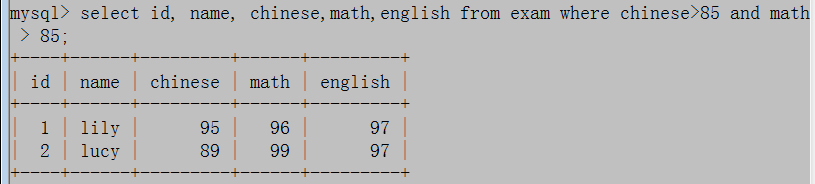 mysql> select id, name, chinese,math,english from exam where chinese>85 and math
 > 85;
+----+------+---------+------+---------+
| id | name | chinese | math | english |
+----+------+---------+------+---------+
|  1 | lily |      95 |   96 |      97 |
|  2 | lucy |      89 |   99 |      97 |
+----+------+---------+------+---------+